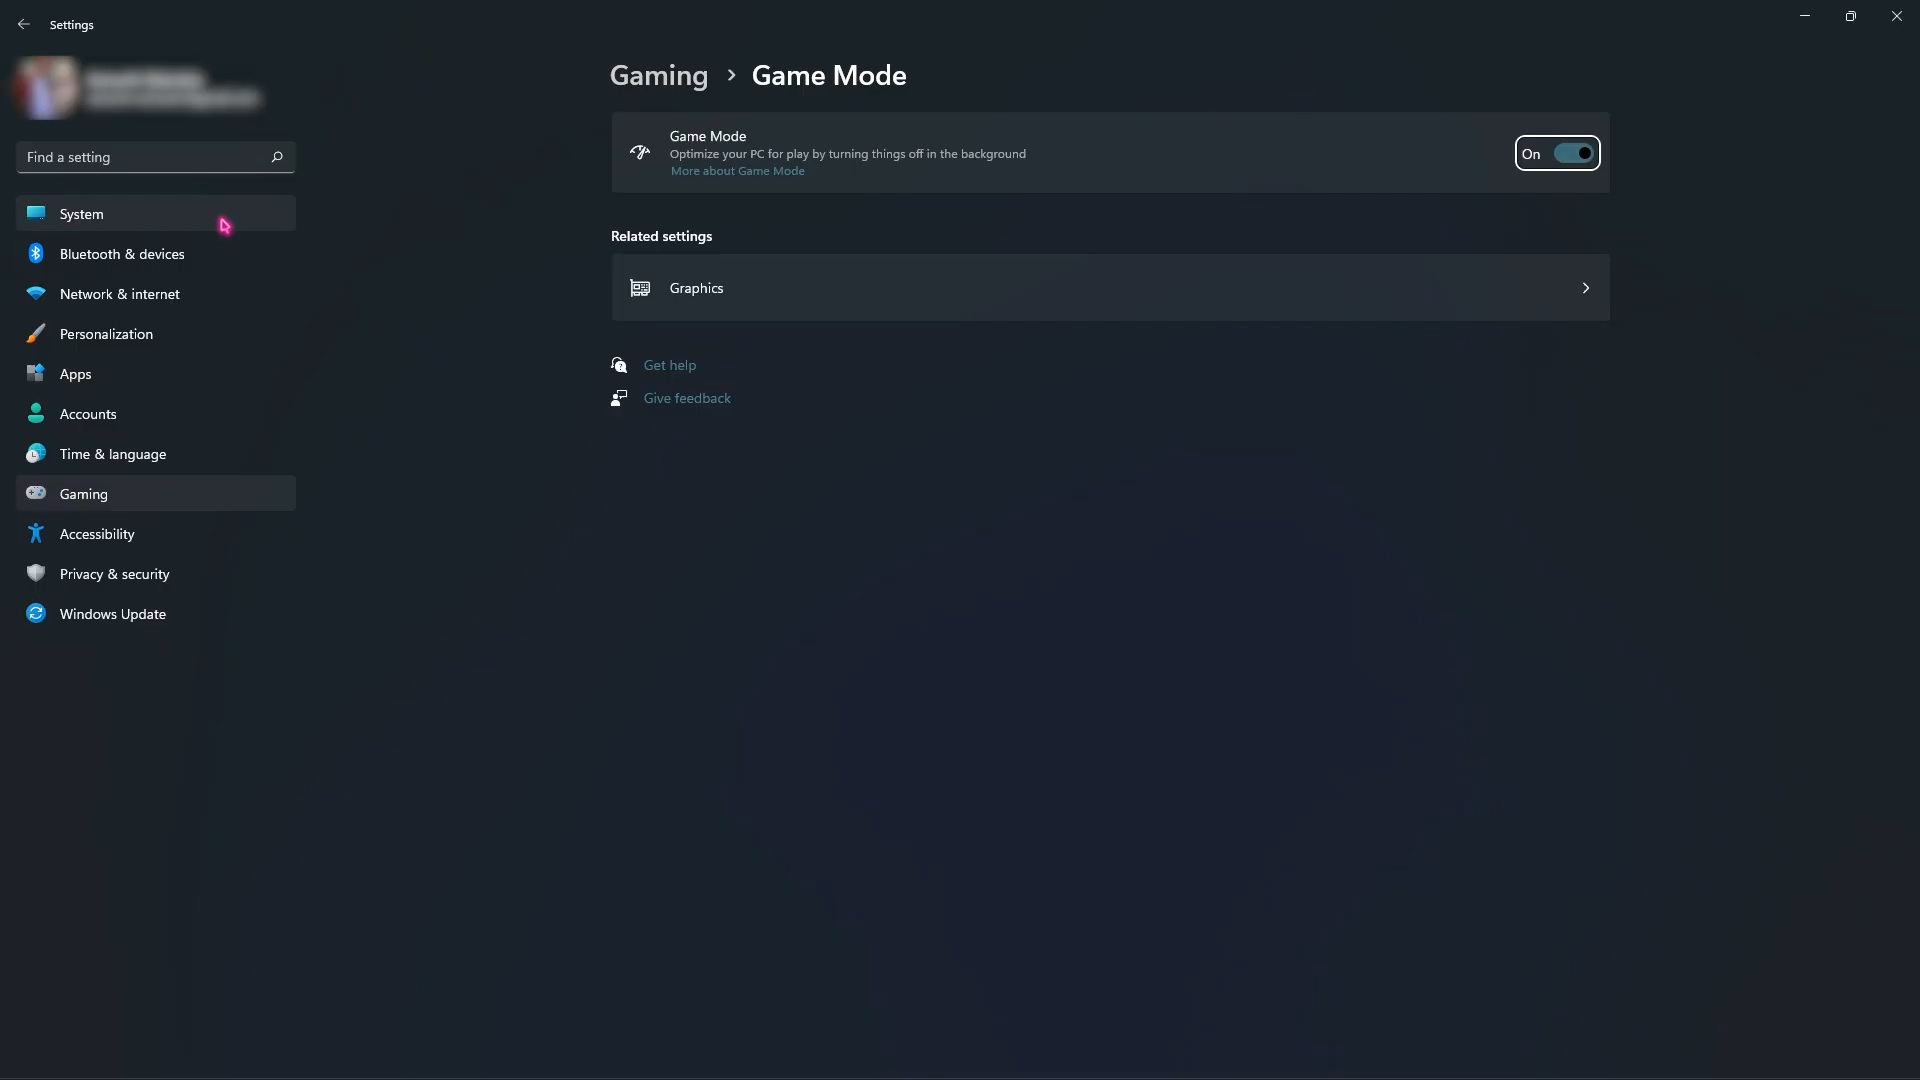 Settings
Find a setting
System
Bluetooth & devices
Network & internet
Personalization
Apps
Accounts
Time & language
Gaming
Accessibility
Privacy & security
Windows Update
Gaming > Game Mode
Game Mode
Optimize your PC for play by turning things off in the background
More about Game Mode
On
Related settings
Graphics
Get help
Give feedback